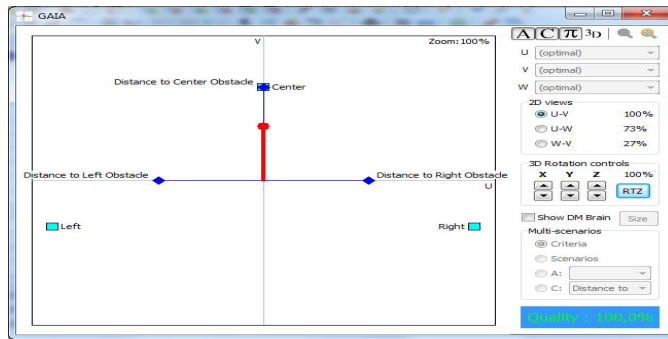 GAIA
V
Zoom: 100%
Distance to Center Obstacle
Center
Distance to Left Obstacle
Distance to Right Obstacle
U
Left
Right
A C π 3D
U (optimal)
V (optimal)
W (optimal)
2D views
U-V 100%
U-W 73%
W-V 27%
3D Rotation controls
X Y Z 100%
RTZ
Show DM Brain Size
Multi-scenarios
Criteria
Scenarios
A:
C: Distance to
Quality : 100,0%